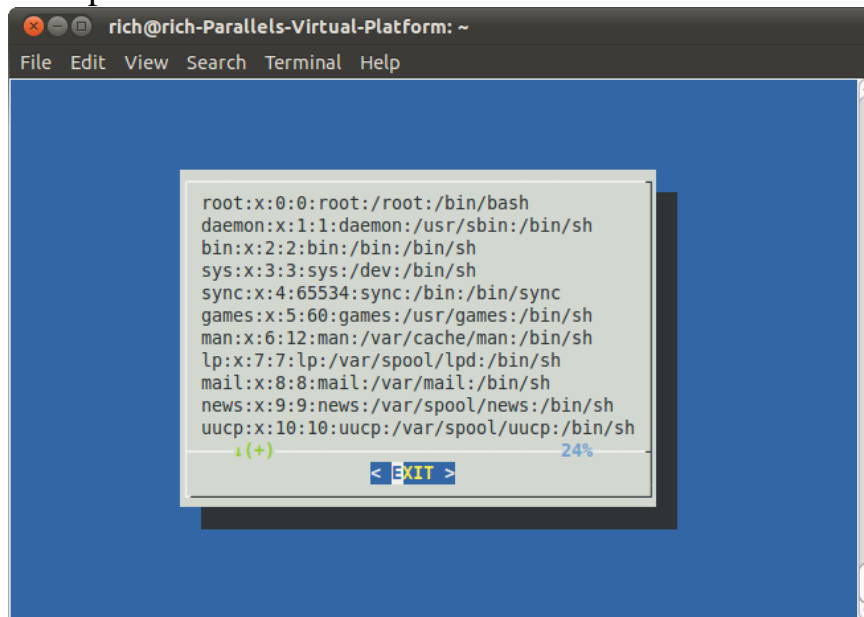 rich@rich-Parallels-Virtual-Platform: ~
File Edit View Search Terminal Help
root:x:0:0:root:/root:/bin/bash
daemon:x:1:1:daemon:/usr/sbin:/bin/sh
bin:x:2:2:bin:/bin:/bin/sh
sys:x:3:3:sys:/dev:/bin/sh
sync:x:4:65534:sync:/bin:/bin/sync
games:x:5:60:games:/usr/games:/bin/sh
man:x:6:12:man:/var/cache/man:/bin/sh
lp:x:7:7:lp:/var/spool/lpd:/bin/sh
mail:x:8:8:mail:/var/mail:/bin/sh
news:x:9:9:news:/var/spool/news:/bin/sh
uucp:x:10:10:uucp:/var/spool/uucp:/bin/sh
↓(+) 24%
< EXIT >